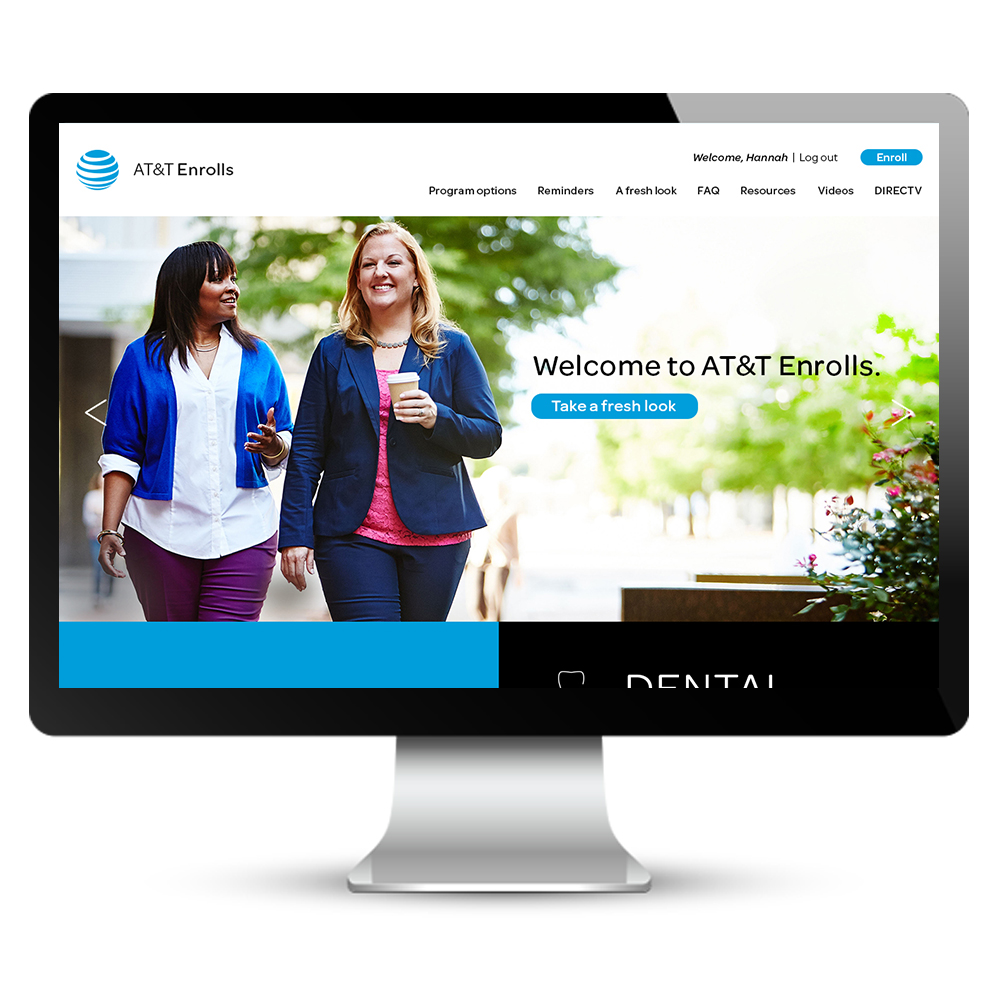 AT&T Enrolls
Welcome, Hannah | Log out
Enroll
Program options
Reminders
A fresh look
FAQ
Resources
Videos
DIRECTV
Welcome to AT&T Enrolls.
Take a fresh look
DENTAL